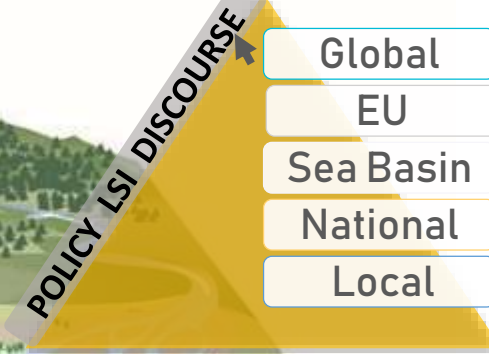 POLICY LSI DISCOURSE
Global
EU
Sea Basin
National
Local